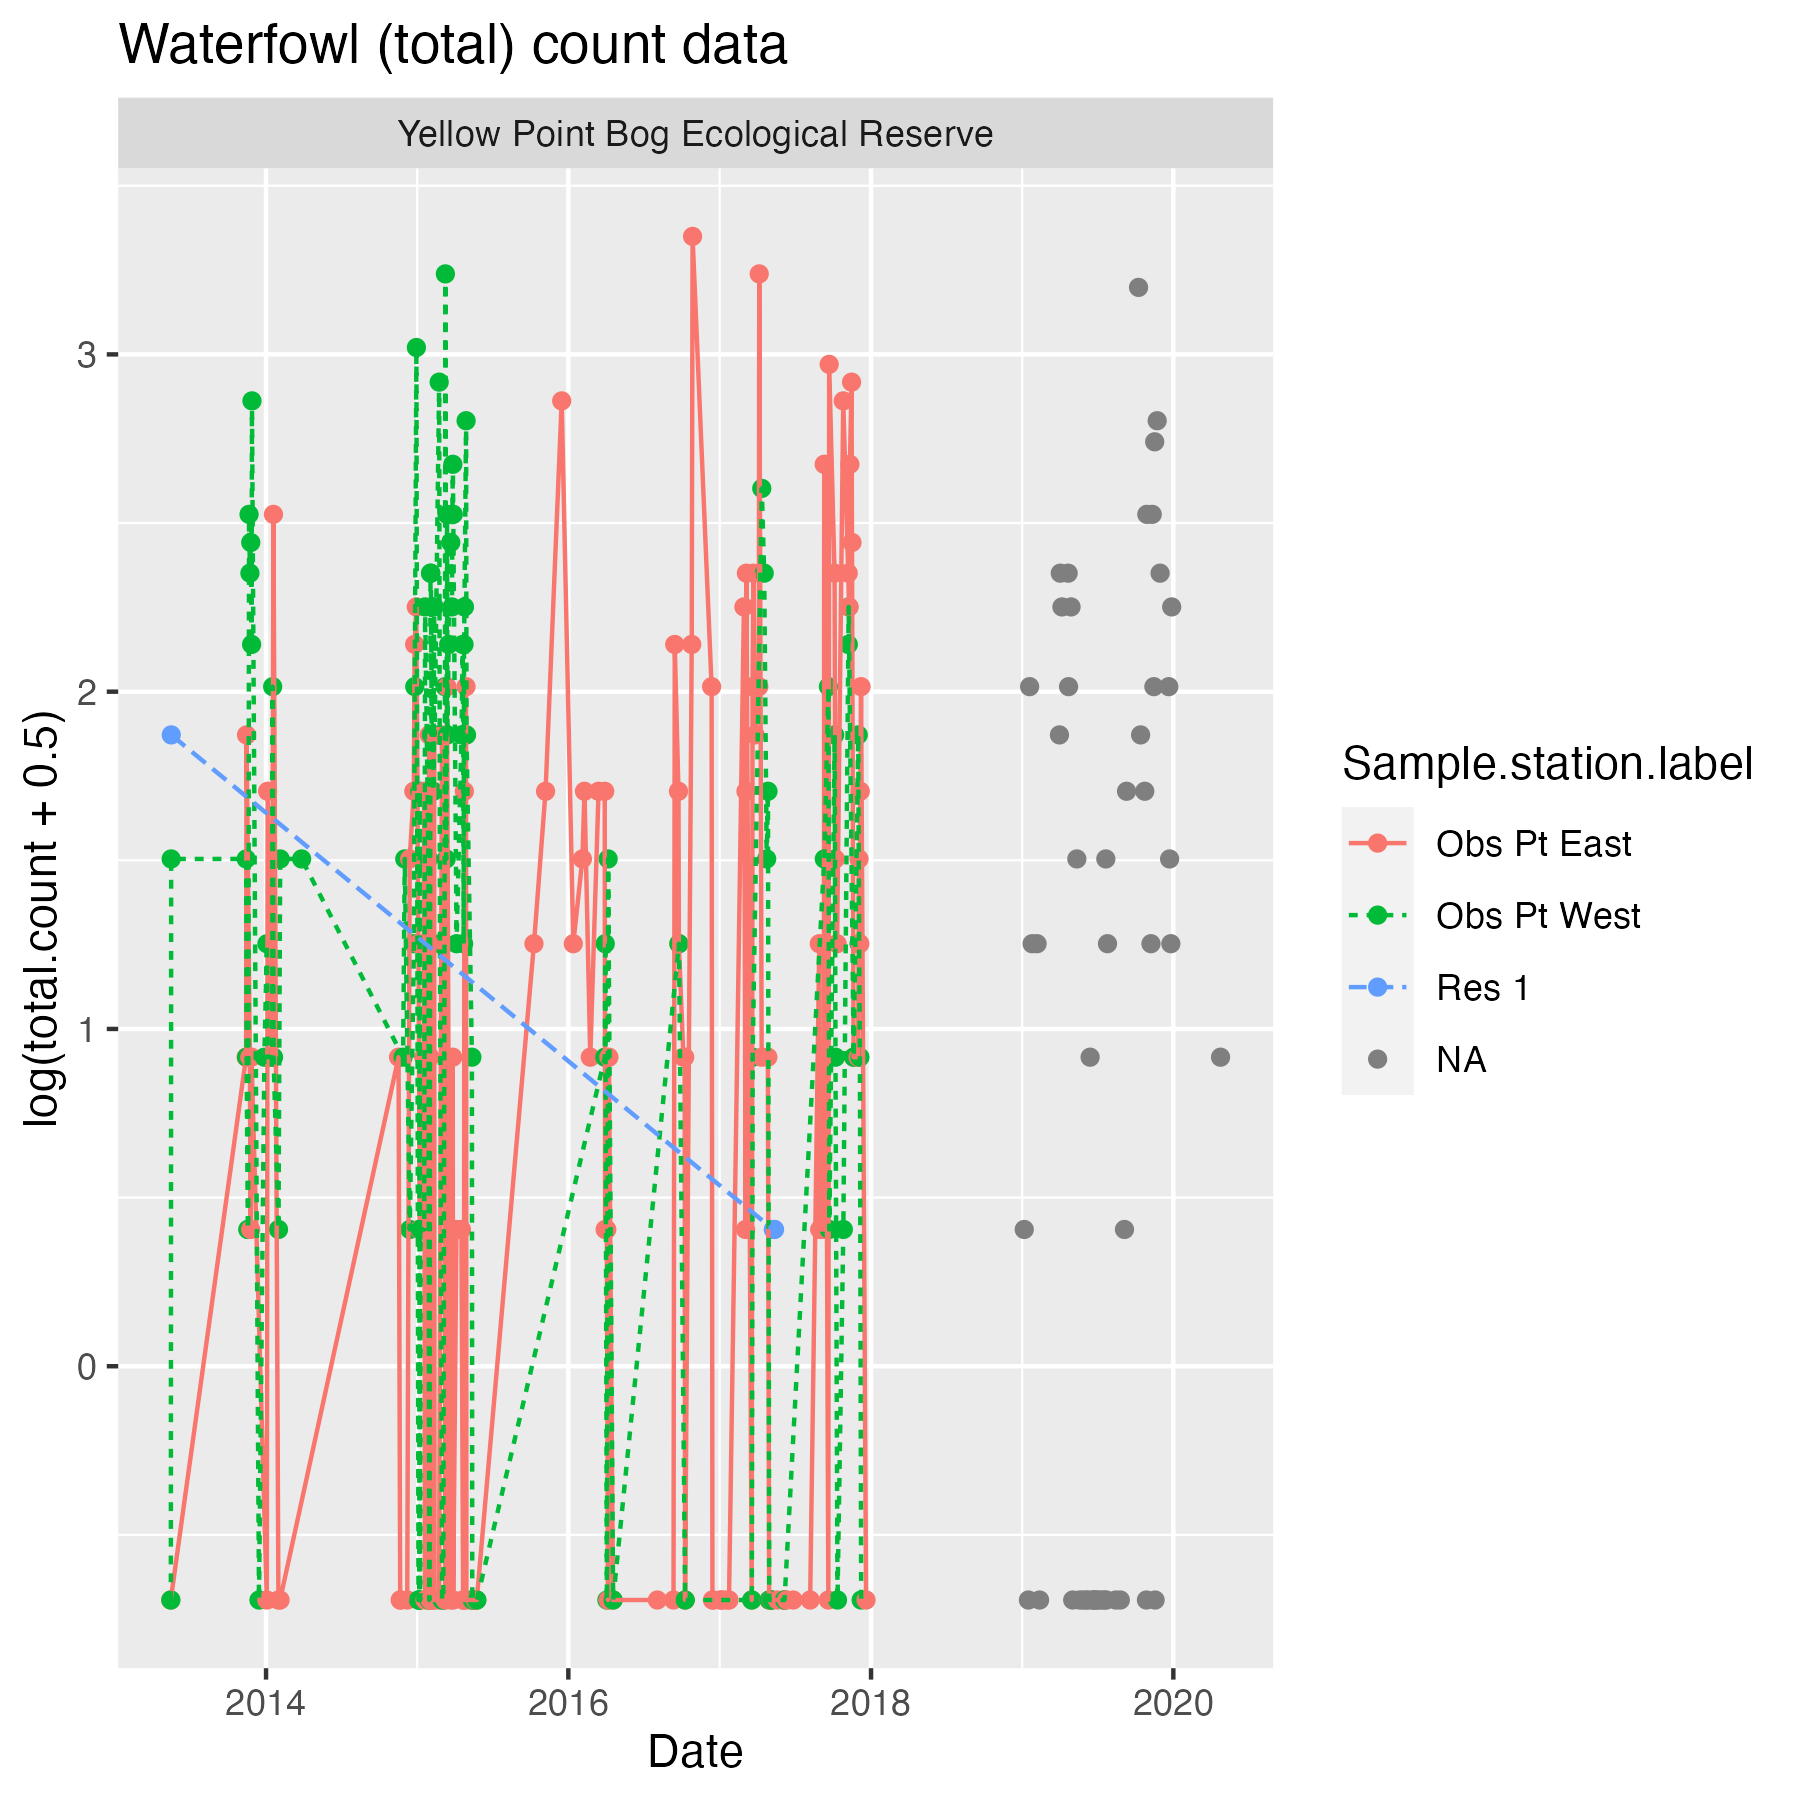 Waterfowl (total) count data
Yellow Point Bog Ecological Reserve
log(total.count + 0.5)
3
2
1
0
2014
2016
2018
2020
Date
Sample.station.label
Obs Pt East
Obs Pt West
Res 1
NA